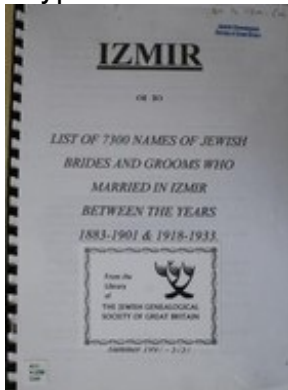 IZMIR
LIST OF 7300 NAMES OF JEWISH
BRIDES AND GROOMS WHO
MARRIED IN IZMIR
BETWEEN THE YEARS
1883-1901 & 1918-1933.
From the
Library
of
THE JEWISH GENEALOGICAL
SOCIETY OF GREAT BRITAIN